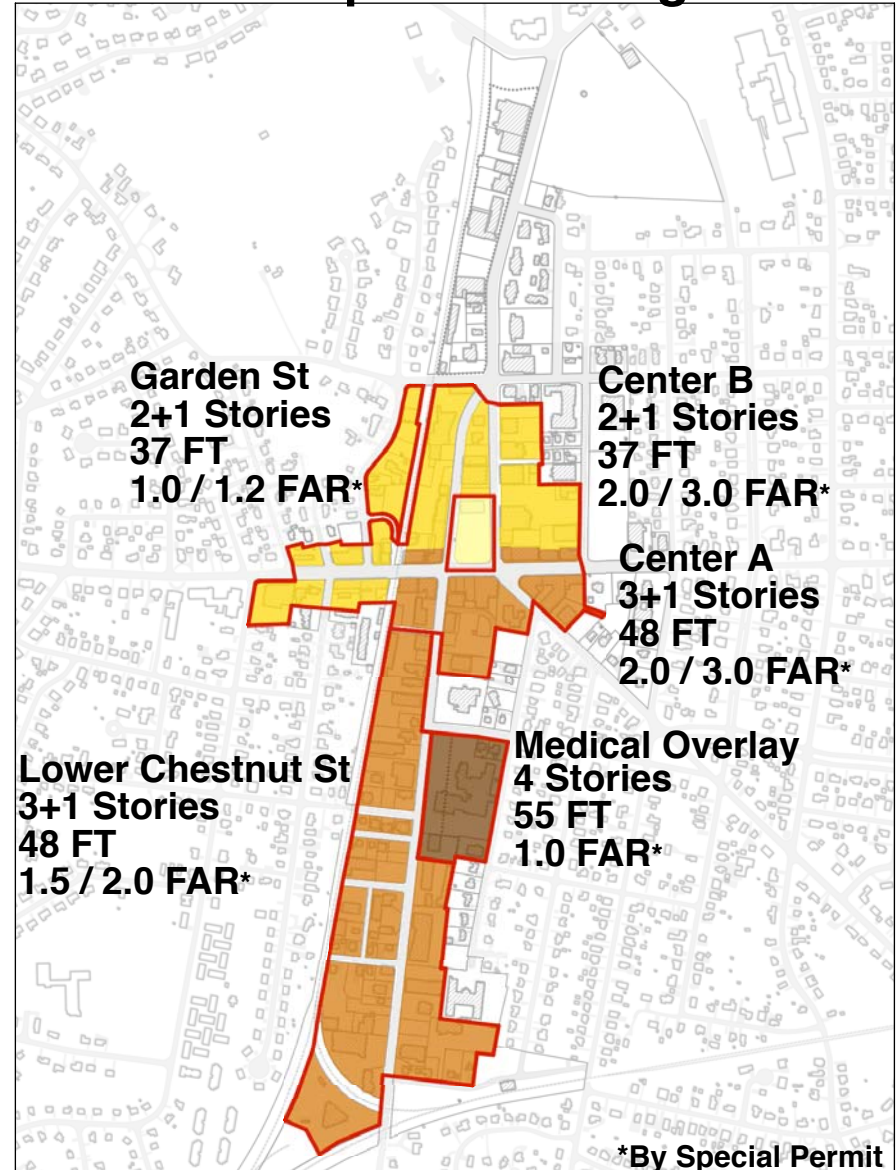 Garden St
2+1 Stories
37 FT
1.0 / 1.2 FAR*
Center B
2+1 Stories
37 FT
2.0 / 3.0 FAR*
Center A
3+1 Stories
48 FT
2.0 / 3.0 FAR*
Medical Overlay
4 Stories
55 FT
1.0 FAR*
Lower Chestnut St
3+1 Stories
48 FT
1.5 / 2.0 FAR*
*By Special Permit